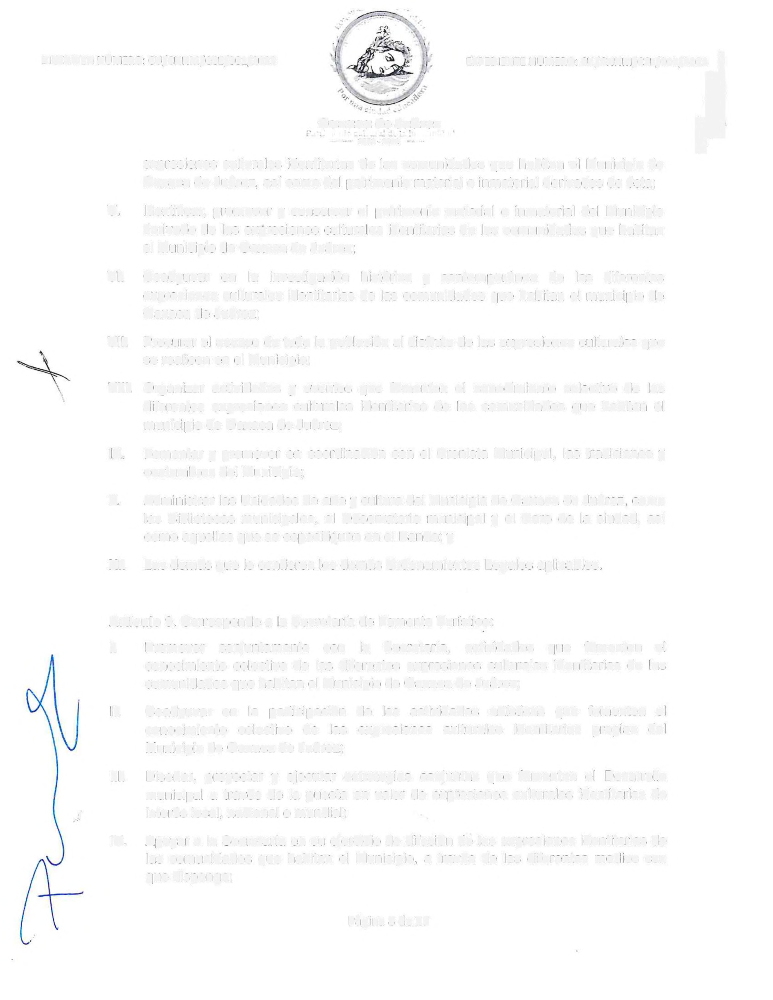 Por una ciudad educadora
Oaxaca de Juárez
expresiones culturales identitarias de las comunidades que habitan el Municipio de
Oaxaca de Juárez, así como del patrimonio material e inmaterial derivados de ésta;
V. Identificar, promover y conservar el patrimonio material e inmaterial del Municipio
derivado de las expresiones culturales identitarias de las comunidades que habitan
el Municipio de Oaxaca de Juárez;
VI. Coadyuvar en la investigación histórica y contemporánea de las diferentes
expresiones culturales identitarias de las comunidades que habitan el municipio de
Oaxaca de Juárez;
VII. Procurar el acceso de toda la población al disfrute de las expresiones culturales que
se realicen en el Municipio;
VIII. Organizar actividades y eventos que fomenten el conocimiento colectivo de las
diferentes expresiones culturales identitarias de las comunidades que habitan el
municipio de Oaxaca de Juárez;
IX. Fomentar y promover en coordinación con el Cronista Municipal, las tradiciones y
costumbres del Municipio;
X. Administrar las Unidades de arte y cultura del Municipio de Oaxaca de Juárez, como
las Bibliotecas municipales, el Observatorio municipal y el Coro de la ciudad, así
como aquellas que se especifiquen en el Bando; y
XI. Las demás que le confieren los demás Ordenamientos Legales aplicables.
Artículo 9. Corresponde a la Secretaría de Fomento Turístico:
I. Promover conjuntamente con la Secretaría, actividades que fomenten el
conocimiento colectivo de las diferentes expresiones culturales identitarias de las
comunidades que habitan el Municipio de Oaxaca de Juárez;
II. Coadyuvar en la participación de las actividades artísticas que fomenten el
conocimiento colectivo de las expresiones culturales identitarias propias del
Municipio de Oaxaca de Juárez;
III. Diseñar, proyectar y ejecutar estrategias conjuntas que fomenten el Desarrollo
municipal a través de la puesta en valor de expresiones culturales identitarias de
interés local, nacional o mundial;
IV. Apoyar a la Secretaría en su ejercicio de difusión de las expresiones identitarias de
las comunidades que habitan el Municipio, a través de los diferentes medios con
que disponga;
Página de 17